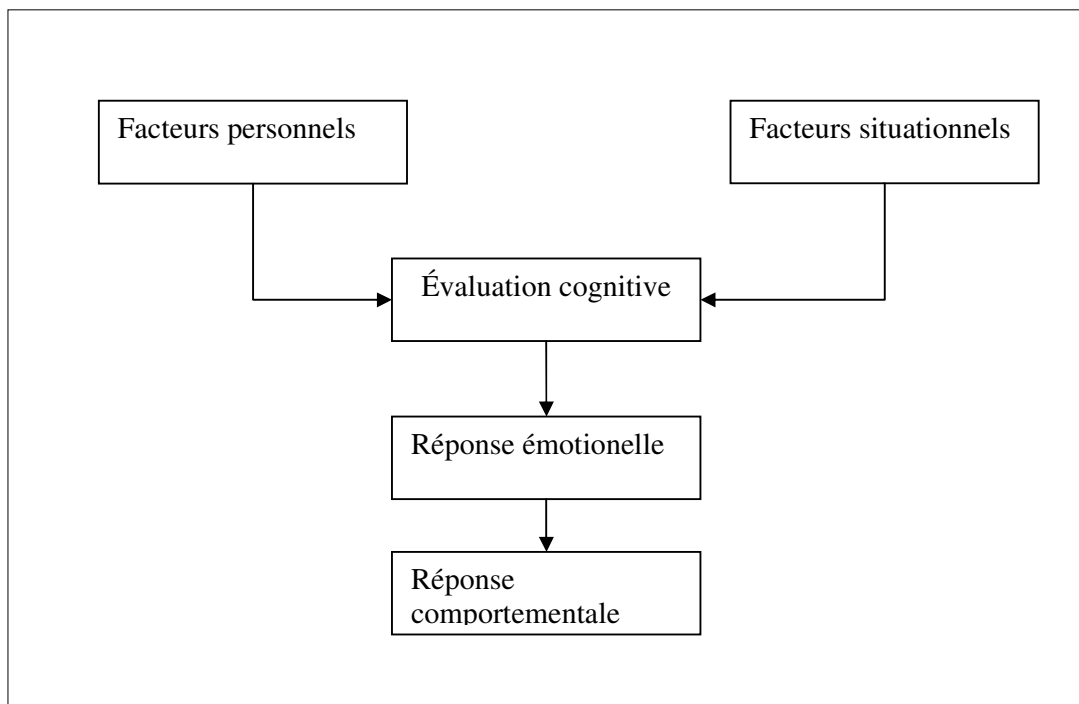 Facteurs personnels
Facteurs situationnels
Évaluation cognitive
Réponse émotionelle
Réponse
comportementale